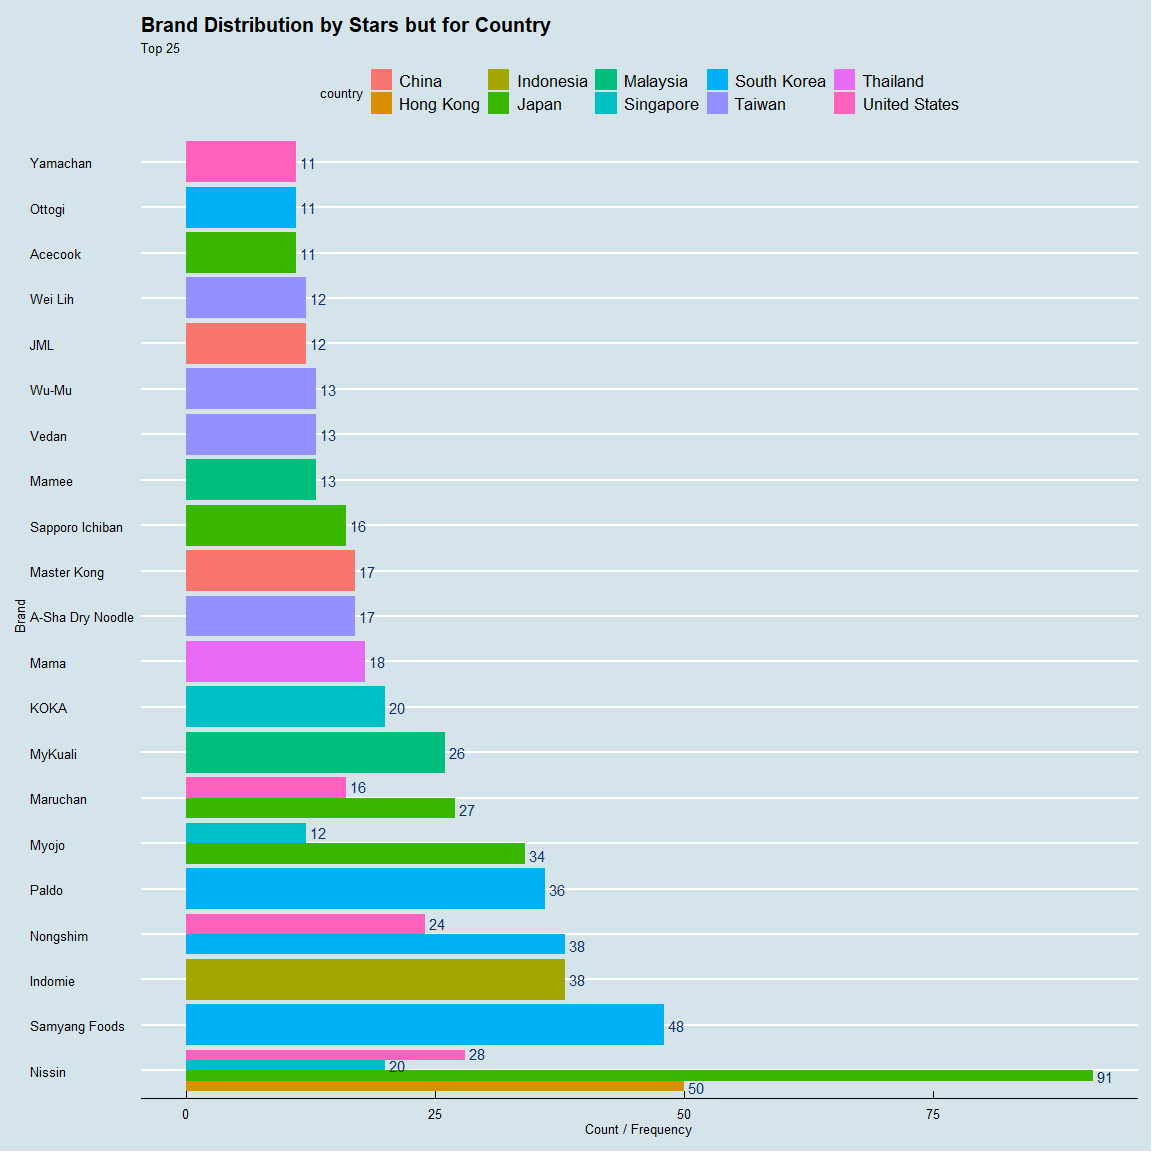 Brand Distribution by Stars but for Country
Top 25
country
China Indonesia Malaysia South Korea Thailand
Hong Kong Japan Singapore Taiwan United States
Yamachan 11
Ottogi 11
Acecook 11
Wei Lih 12
JML 12
Wu-Mu 13
Vedan 13
Mamee 13
Sapporo Ichiban 16
Master Kong 17
Brand
A-Sha Dry Noodle 17
Mama 18
KOKA 20
MyKuali 26
16
Maruchan
27
12
Myojo
34
Paldo 36
24
Nongshim
38
Indomie 38
Samyang Foods 48
28
20
Nissin
91
50
0 25 50 75
Count / Frequency